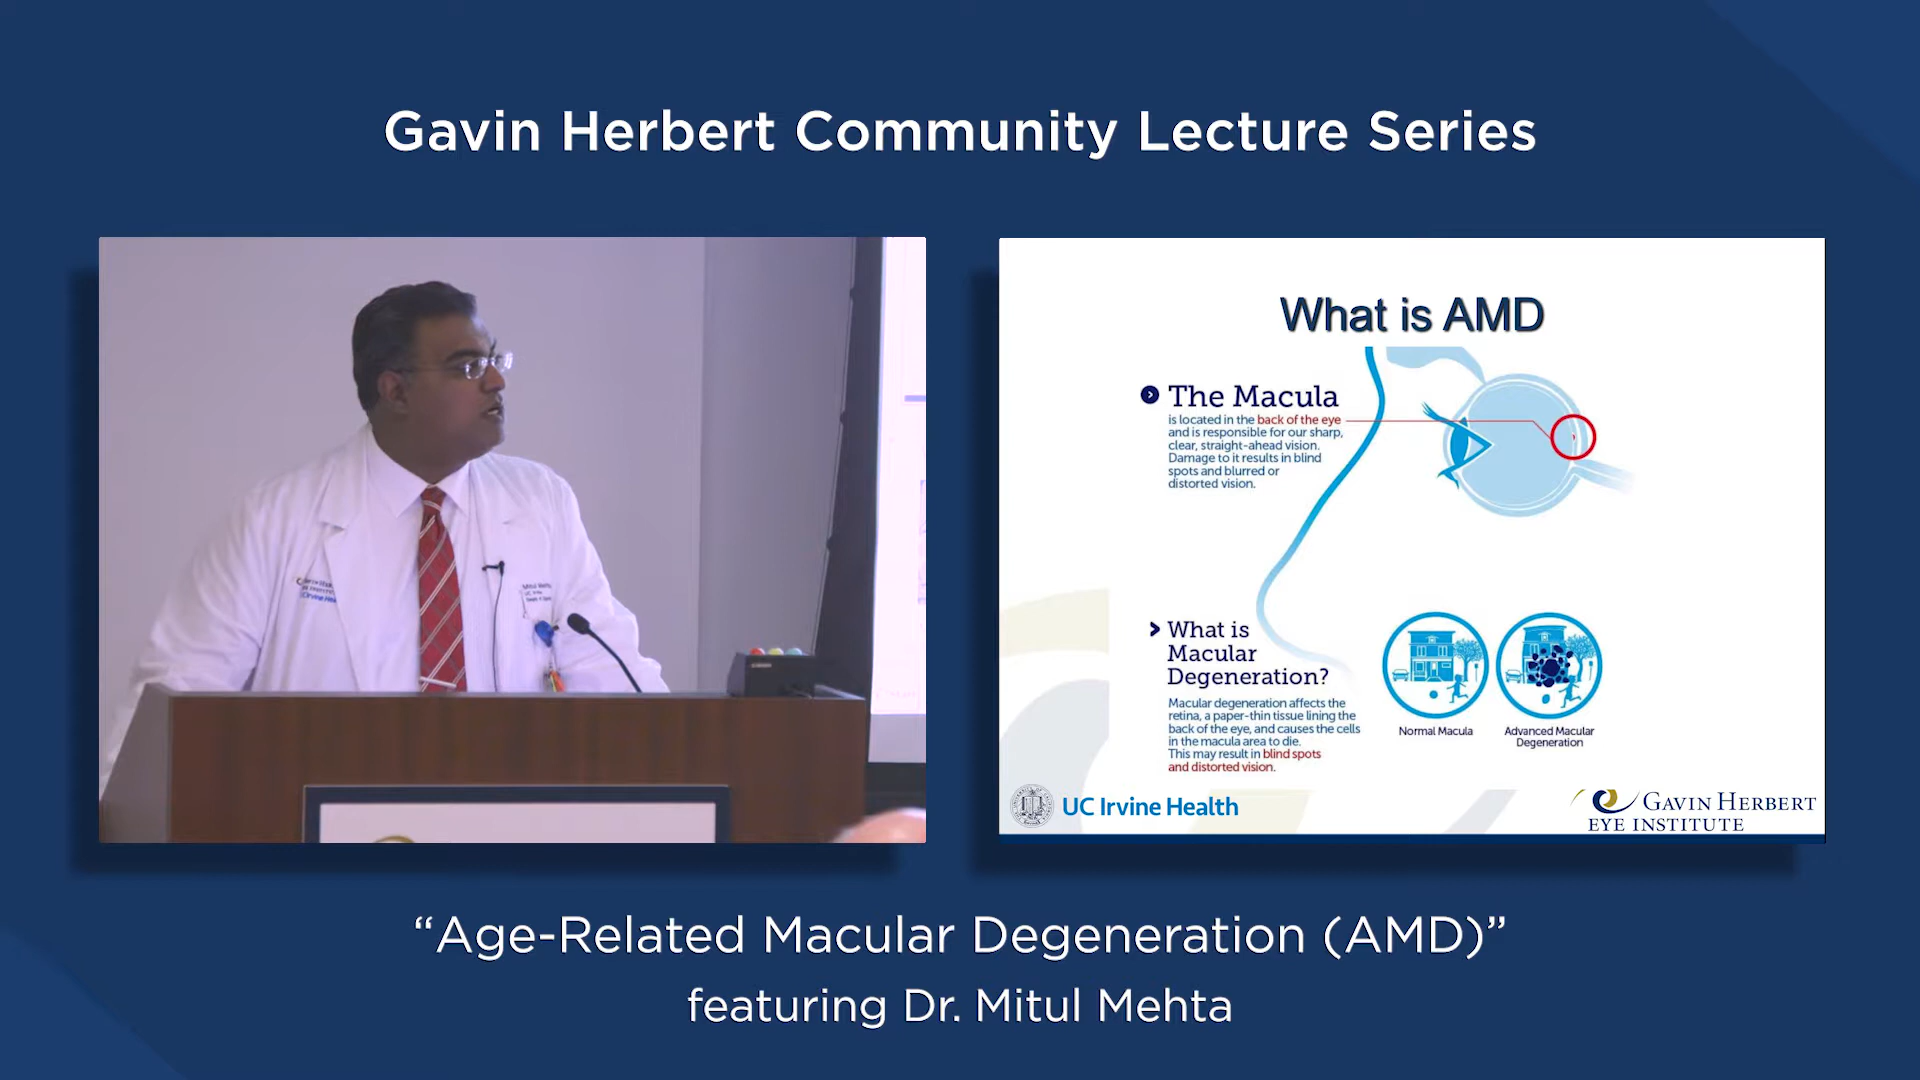 Gavin Herbert Community Lecture Series
What is AMD
The Macula
is located in the back of the eye
and is responsible for our sharp,
clear, straight-ahead vision.
Damage to it results in blind
spots and blurred or
distorted vision.
What is
Macular
Degeneration?
Macular degeneration affects the
retina, a paper-thin tissue lining the
back of the eye, and causes the cells
in the macula area to die.
This may result in blind spots
and distorted vision.
Normal Macula
Advanced Macular
Degeneration
UC Irvine Health
GAVIN HERBERT
EYE INSTITUTE
“Age-Related Macular Degeneration (AMD)”
featuring Dr. Mitul Mehta